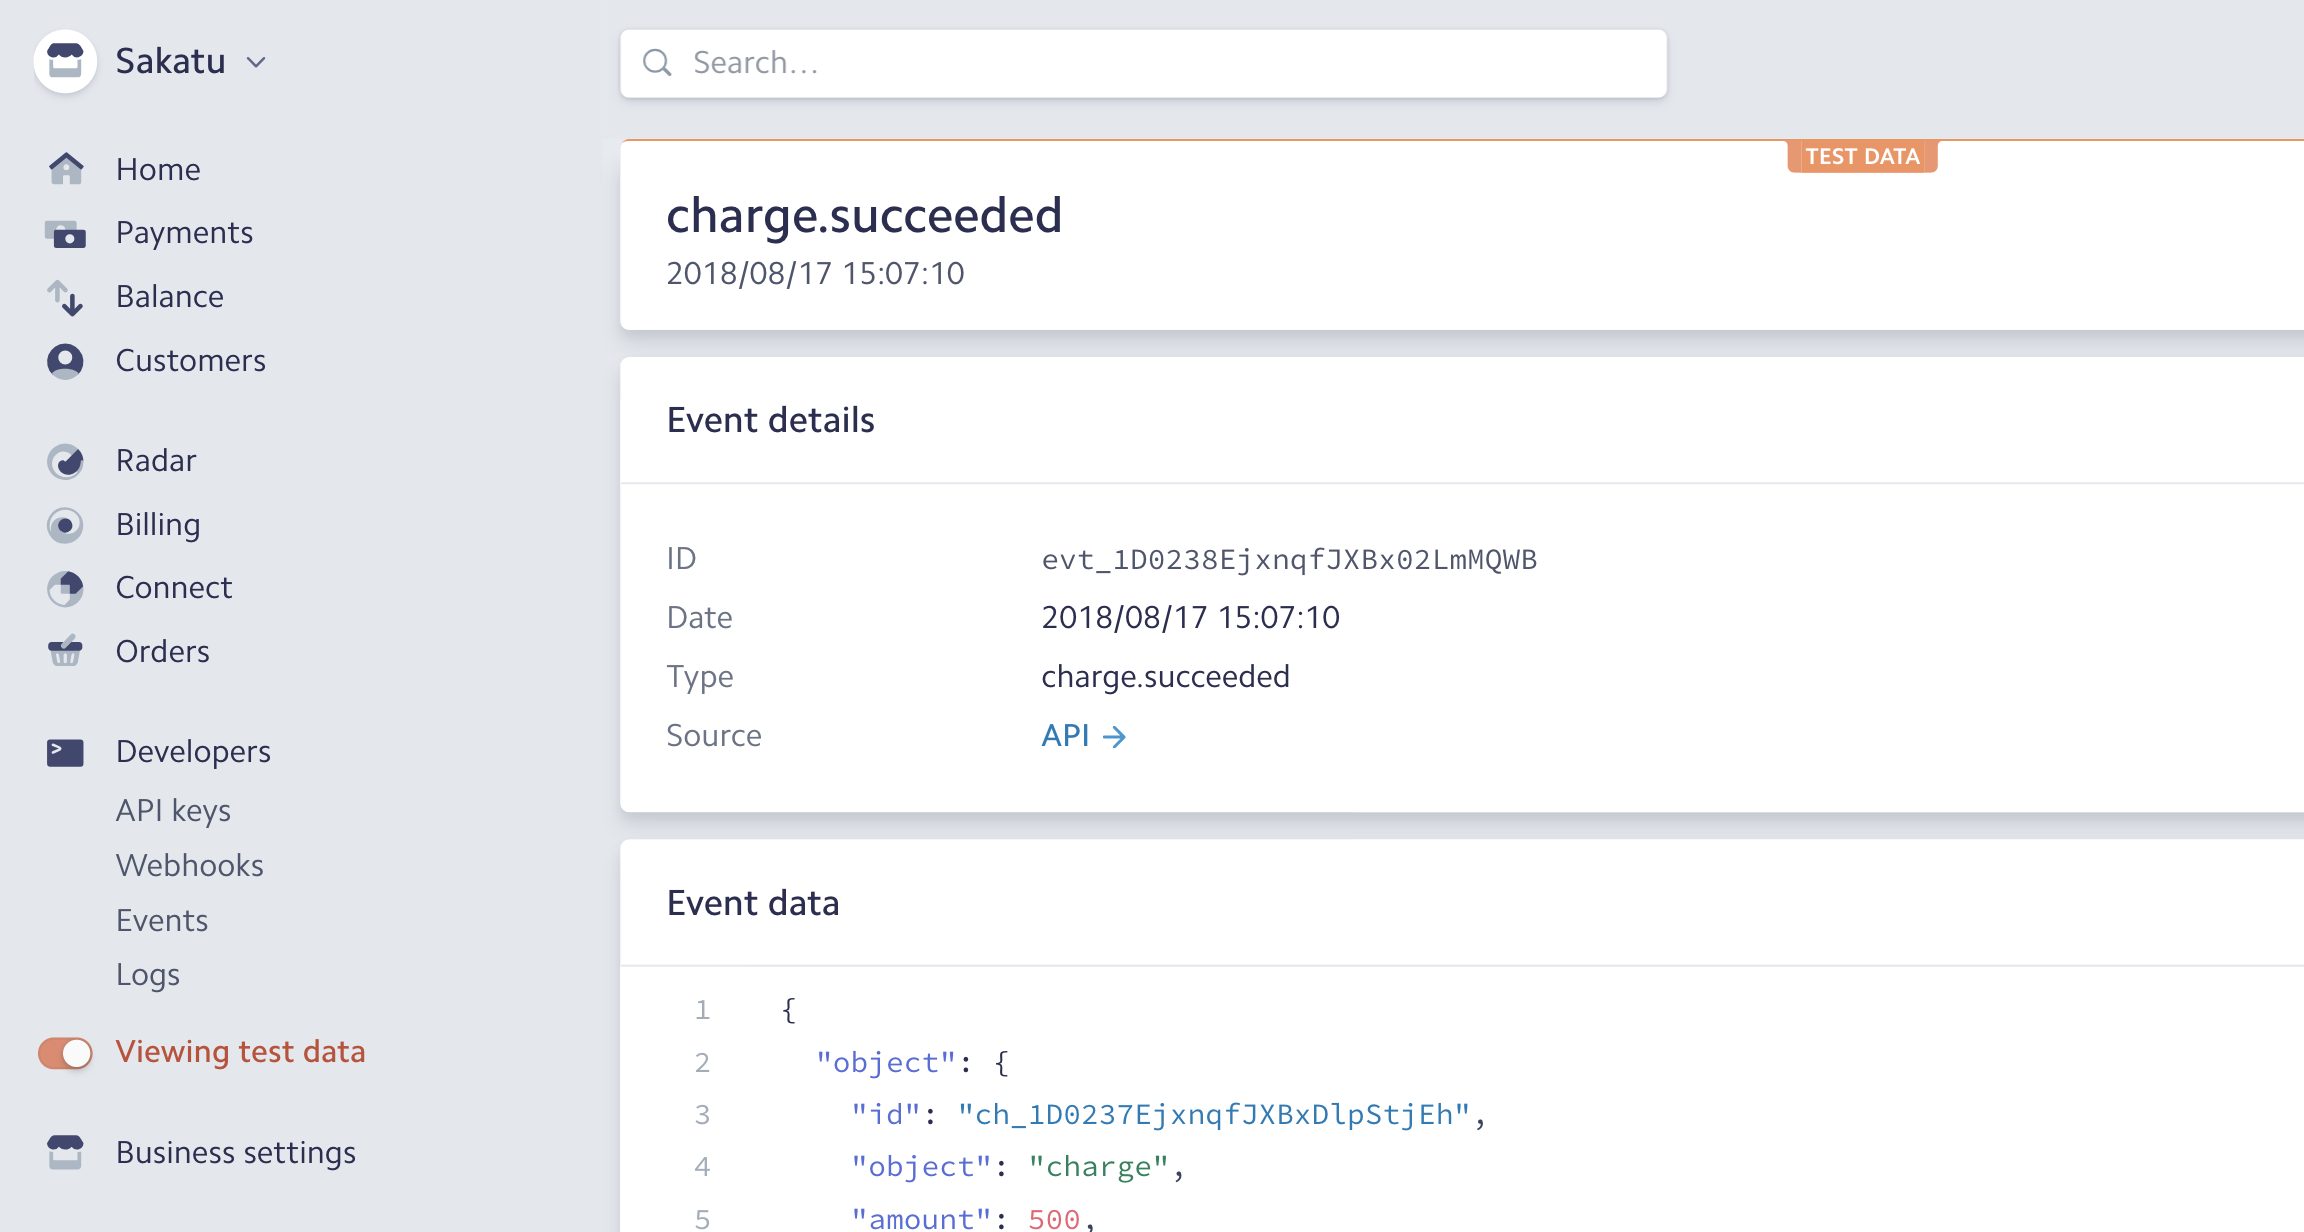 Sakatu
Search…
Home
Payments
Balance
Customers
Radar
Billing
Connect
Orders
Developers
API keys
Webhooks
Events
Logs
Viewing test data
Business settings
TEST DATA
charge.succeeded
2018/08/17 15:07:10
Event details
ID evt_1D0238EjxnqfJXBx02LmMQWB
Date 2018/08/17 15:07:10
Type charge.succeeded
Source API →
Event data
1 {
2 "object": {
3 "id": "ch_1D0237EjxnqfJXBxDlpStjEh",
4 "object": "charge",
5 "amount": 500,